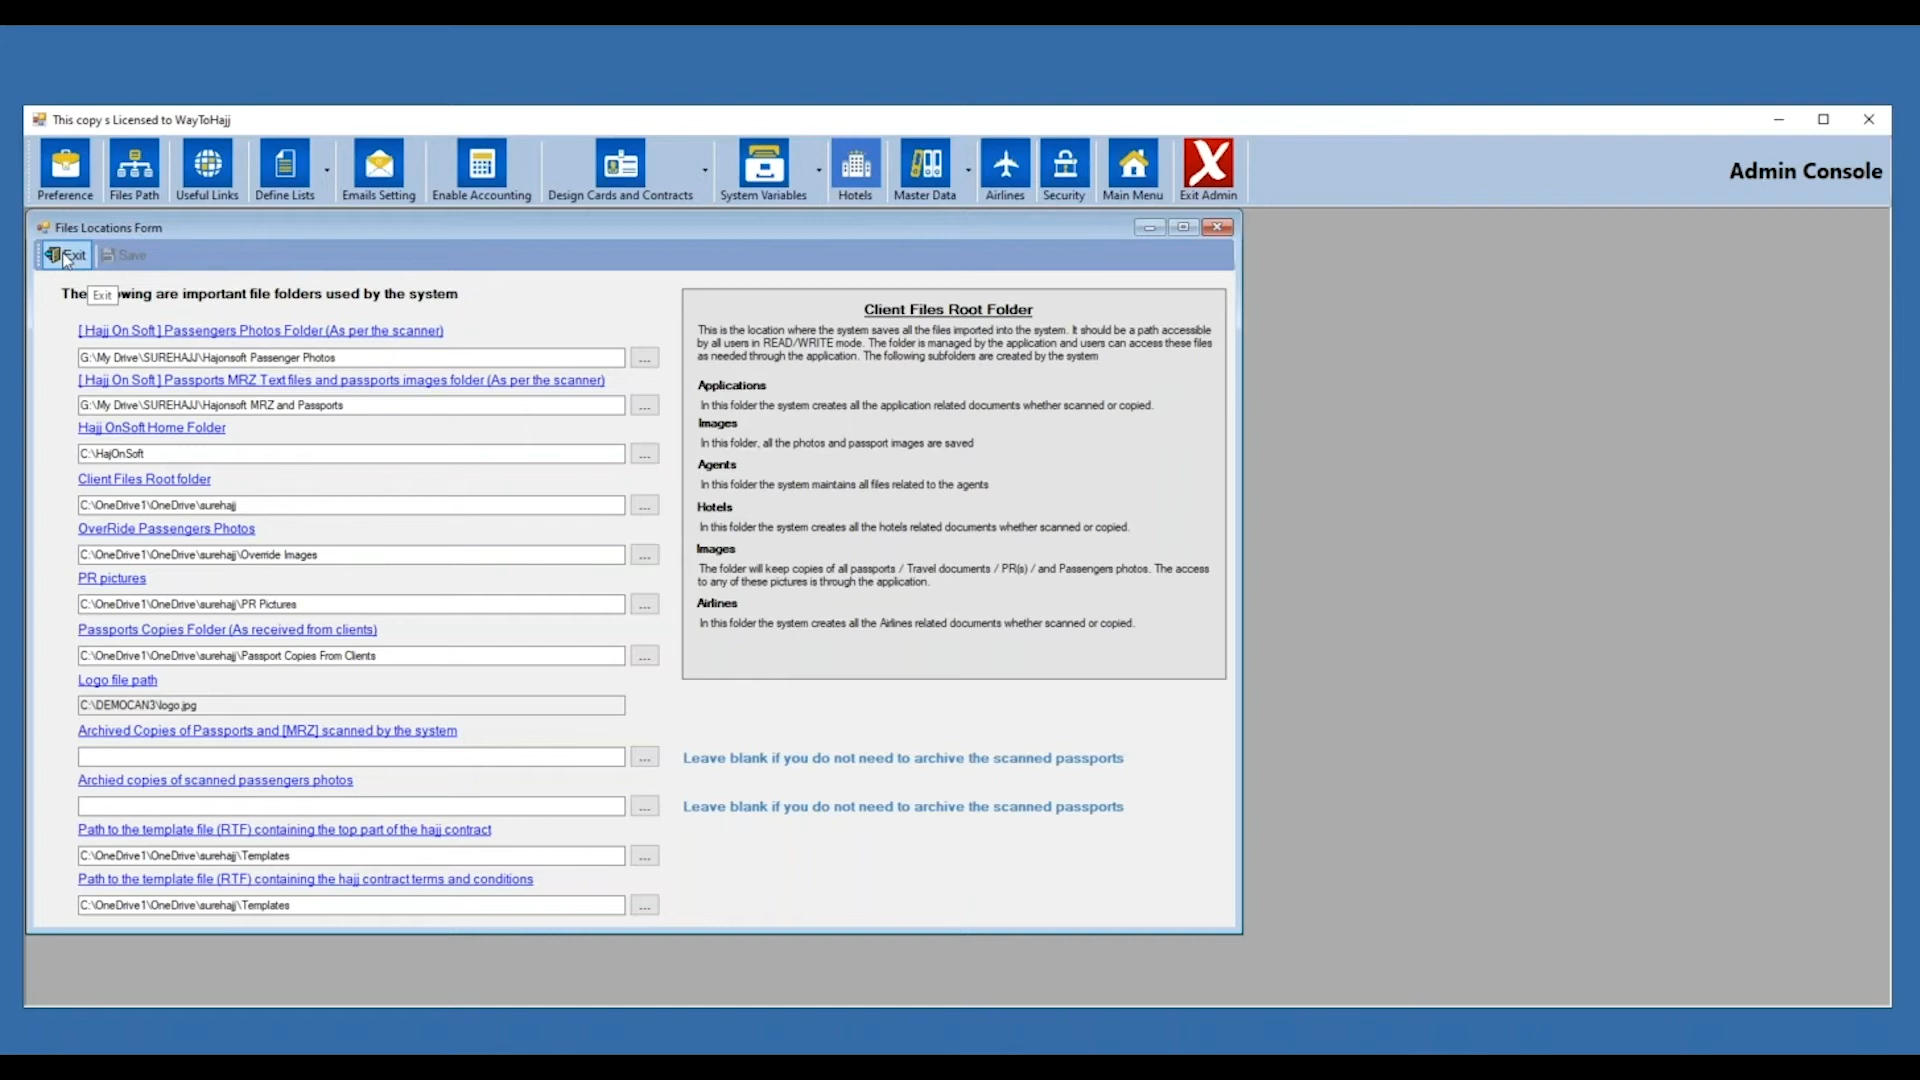 This copy s Licensed to WayToHajj
Preference
Files Path
Useful Links
Define Lists
Emails Setting
Enable Accounting
Design Cards and Contracts
System Variables
Hotels
Master Data
Airlines
Security
Main Menu
Exit Admin
Admin Console
Files Locations Form
Exit
Save
Exit
The wing are important file folders used by the system
[ Hajj On Soft ] Passengers Photos Folder (As per the scanner)
G:\My Drive\SUREHAJJ\Hajonsoft Passenger Photos
...
[ Hajj On Soft ] Passports MRZ Text files and passports images folder (As per the scanner)
G:\My Drive\SUREHAJJ\Hajonsoft MRZ and Passports
...
Hajj OnSoft Home Folder
C:\HajOnSoft
...
Client Files Root folder
C:\OneDrive1\OneDrive\surehajj
...
OverRide Passengers Photos
C:\OneDrive1\OneDrive\surehajj\Override Images
...
PR pictures
C:\OneDrive1\OneDrive\surehajj\PR Pictures
...
Passports Copies Folder (As received from clients)
C:\OneDrive1\OneDrive\surehajj\Passport Copies From Clients
...
Logo file path
C:\DEMOCAN3\logo.jpg
Archived Copies of Passports and [MRZ] scanned by the system
...
Archied copies of scanned passengers photos
...
Path to the template file (RTF) containing the top part of the hajj contract
C:\OneDrive1\OneDrive\surehajj\Templates
...
Path to the template file (RTF) containing the hajj contract terms and conditions
C:\OneDrive1\OneDrive\surehajj\Templates
...
Client Files Root Folder
This is the location where the system saves all the files imported into the system. It should be a path accessible
by all users in READ/WRITE mode. The folder is managed by the application and users can access these files
as needed through the application. The following subfolders are created by the system
Applications
In this folder the system creates all the application related documents whether scanned or copied.
Images
In this folder, all the photos and passport images are saved
Agents
In this folder the system maintains all files related to the agents
Hotels
In this folder the system creates all the hotels related documents whether scanned or copied.
Images
The folder will keep copies of all passports / Travel documents / PR(s) / and Passengers photos. The access
to any of these pictures is through the application.
Airlines
In this folder the system creates all the Airlines related documents whether scanned or copied.
Leave blank if you do not need to archive the scanned passports
Leave blank if you do not need to archive the scanned passports